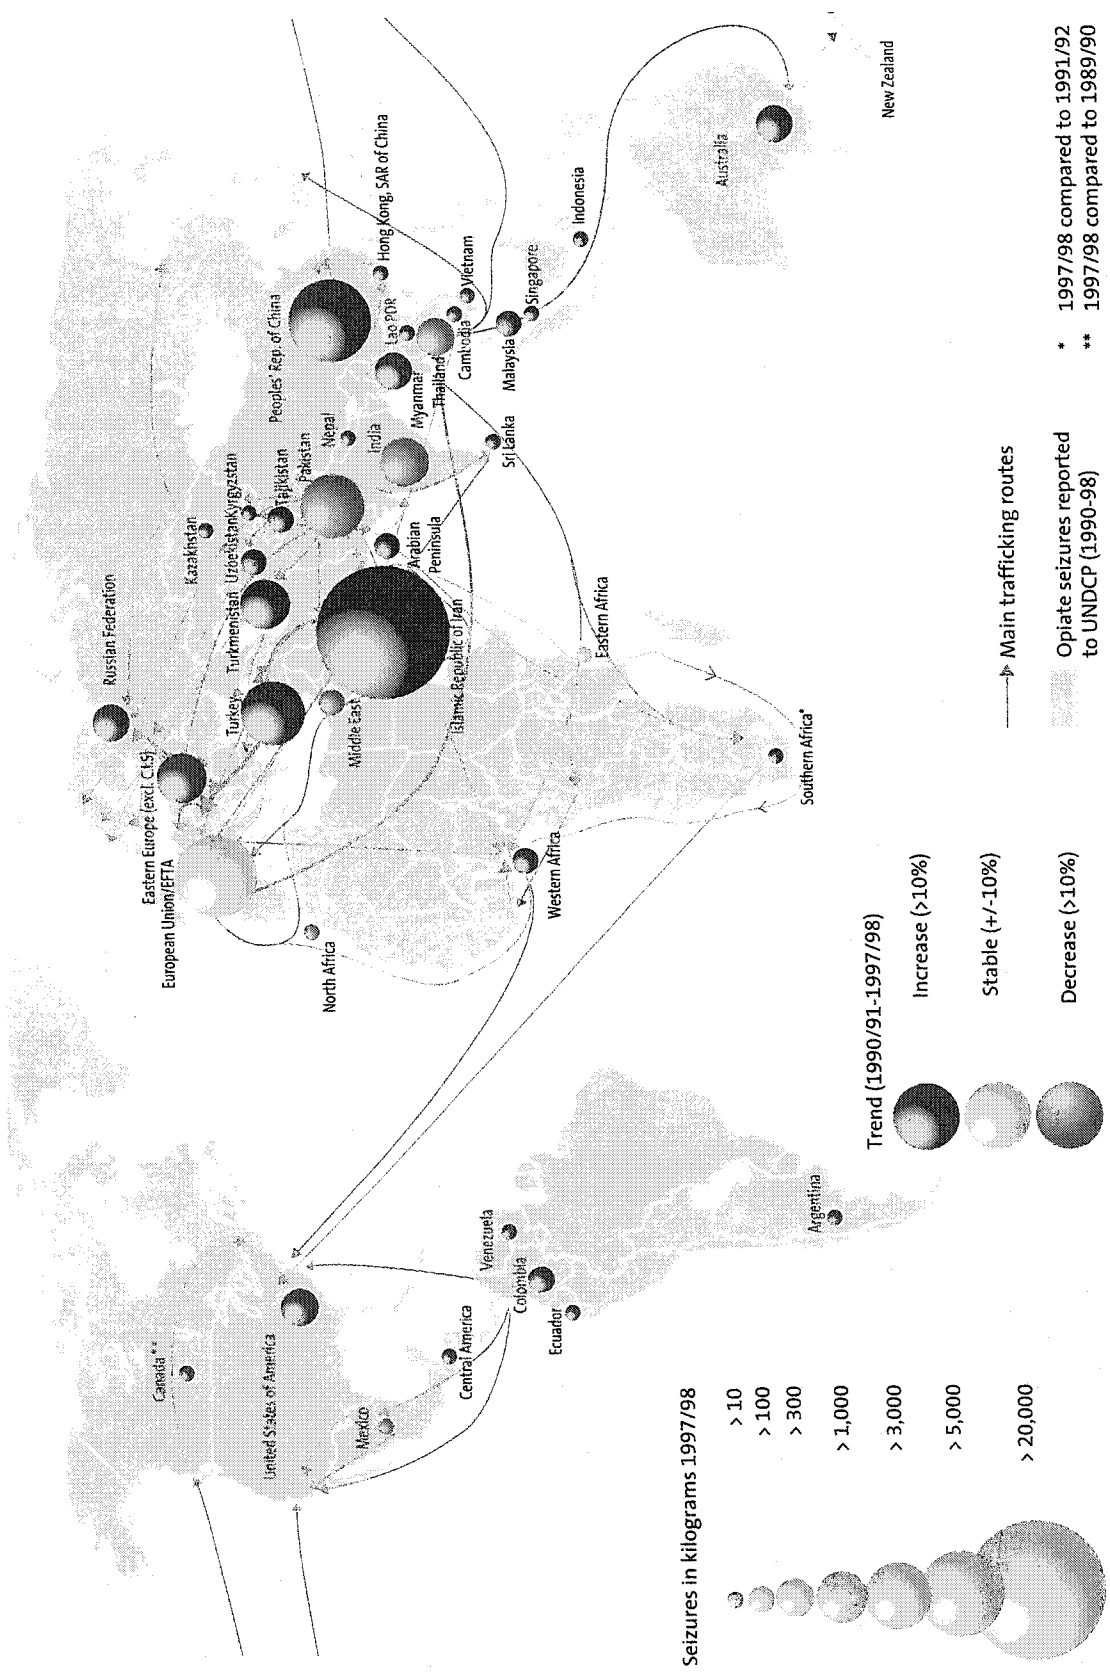 Canada**
United States of America
Mexico
Central America
Venezuela
Colombia
Ecuador
Argentina
Russian Federation
Eastern Europe (excl. C.I.S)
European Union/EFTA
North Africa
Western Africa
Southern Africa*
Eastern Africa
Turkey
Middle East
Islamic Republic of Iran
Turkmenistan
Uzbekistan
Kazakhstan
Kyrgyzstan
Tajikistan
Pakistan
Arabian
Peninsula
Nepal
India
Sri Lanka
Peoples' Rep. of China
Hong Kong, SAR of China
Lao PDR
Myanmar
Thailand
Cambodia
Vietnam
Malaysia
Singapore
Indonesia
Australia
New Zealand
Seizures in kilograms 1997/98
> 10
> 100
> 300
> 1,000
> 3,000
> 5,000
> 20,000
Trend (1990/91-1997/98)
Increase (>10%)
Stable (+/-10%)
Decrease (>10%)
Main trafficking routes
Opiate seizures reported
to UNDCP (1990-98)
* 1997/98 compared to 1991/92
** 1997/98 compared to 1989/90